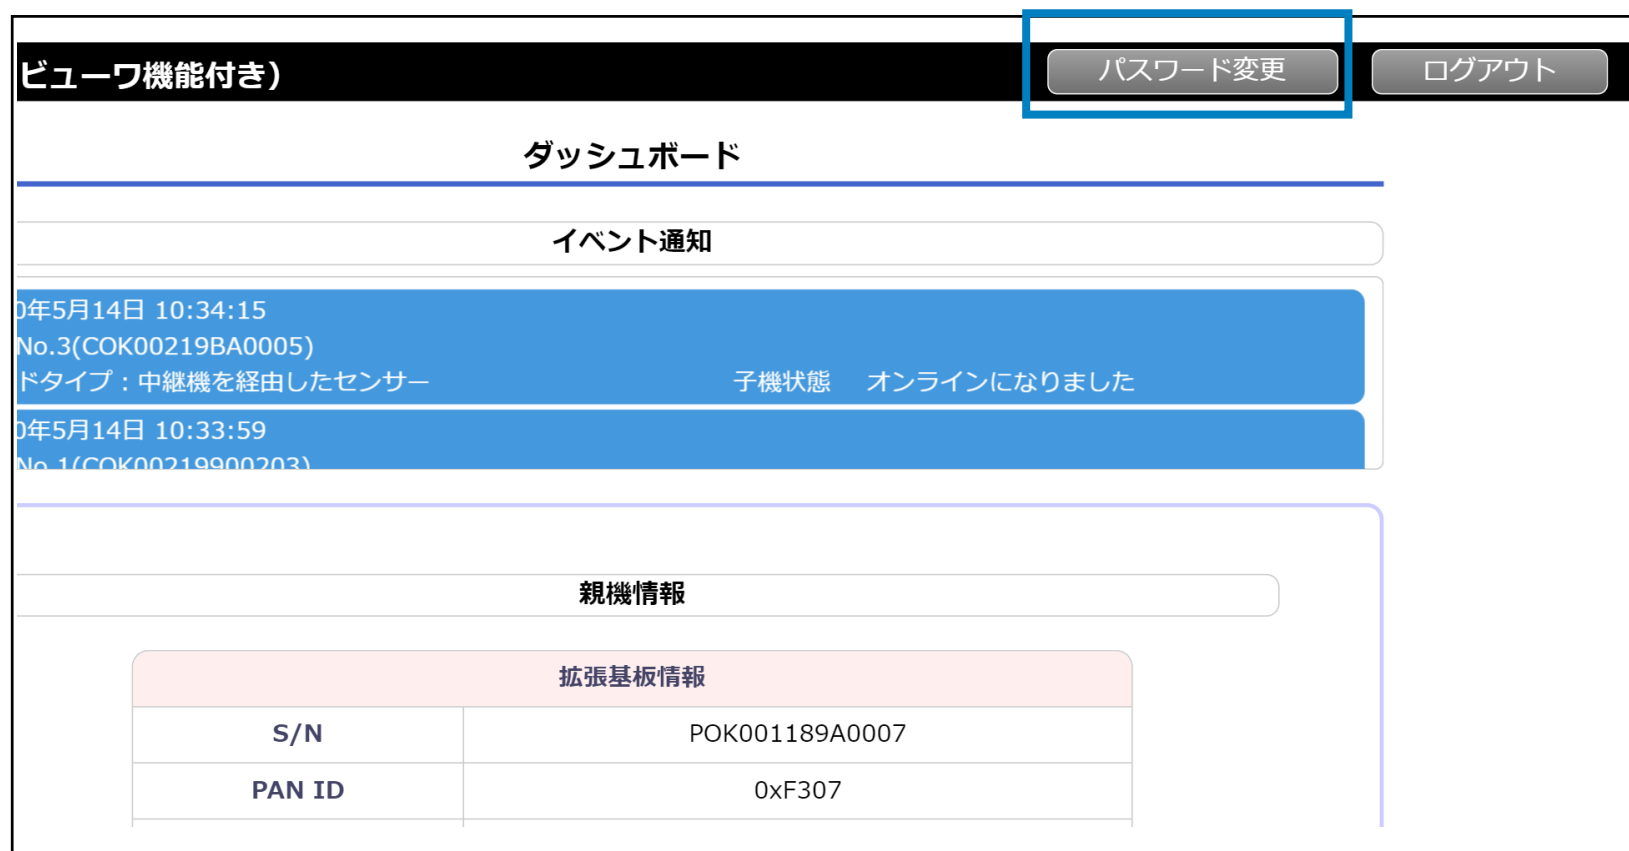 ビューワ機能付き)
パスワード変更
ログアウト
ダッシュボード
イベント通知
0年5月14日 10:34:15
No.3(COK00219BA0005)
ドタイプ：中継機を経由したセンサー 子機状態 オンラインになりました
0年5月14日 10:33:59
No.1(COK00219900203)
親機情報
拡張基板情報
S/N POK001189A0007
PAN ID 0xF307